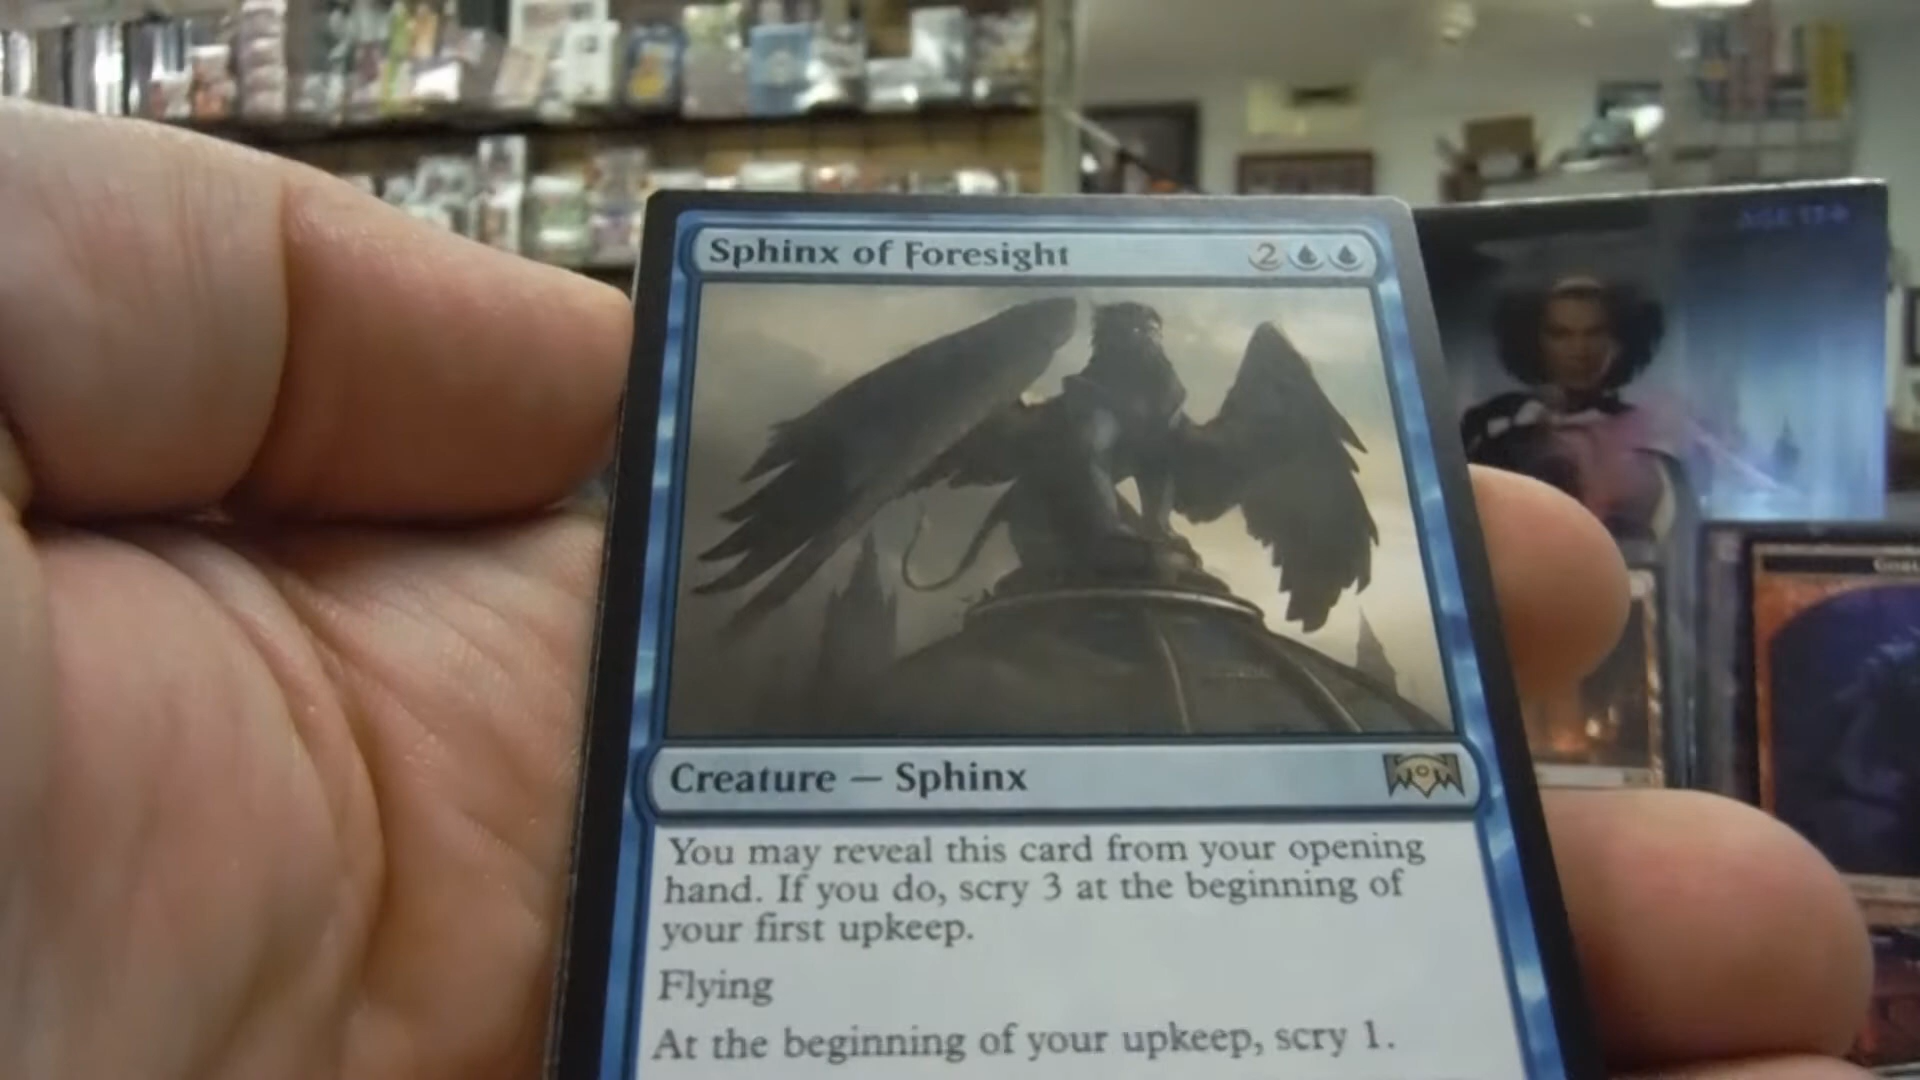 Sphinx of Foresight 2
Creature — Sphinx
You may reveal this card from your opening
hand. If you do, scry 3 at the beginning of
your first upkeep.
Flying
At the beginning of your upkeep, scry 1.